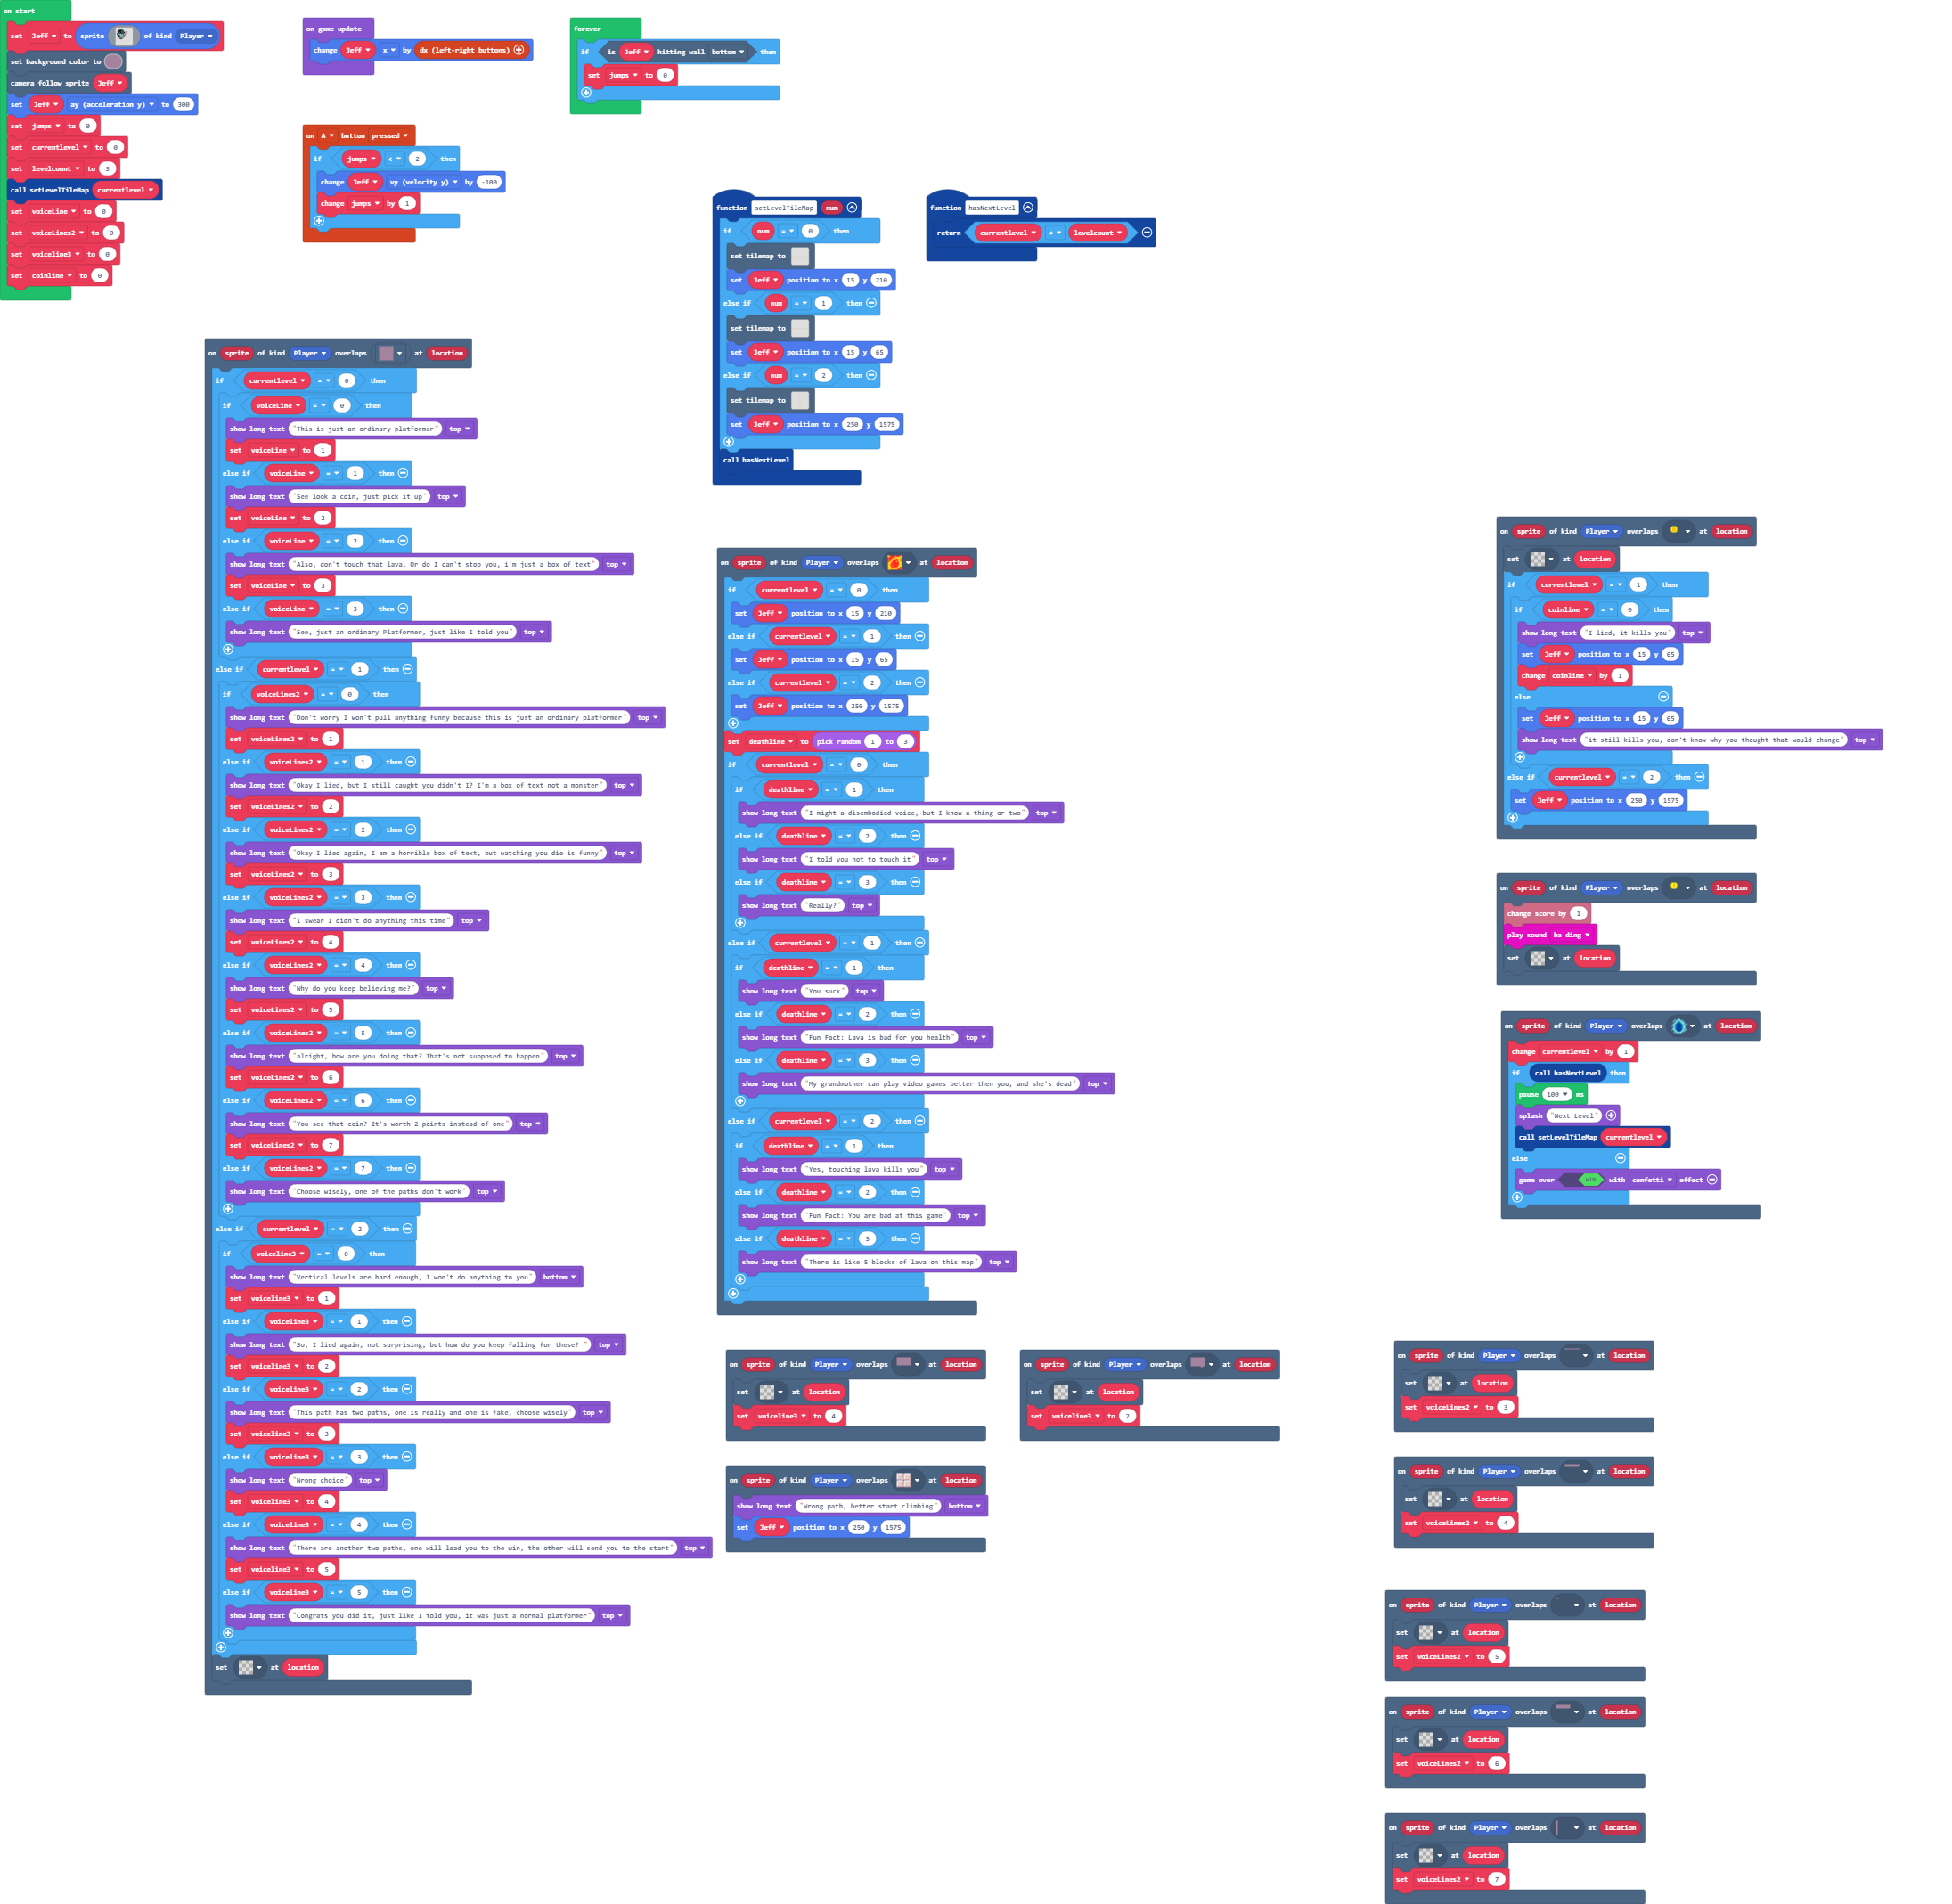 on start
set Jeff to sprite of kind Player
set background color to
camera follow sprite Jeff
set Jeff ay (acceleration y) to 300
set jumps to 0
set currentlevel to 0
set levelcount to 3
call setLevelTileMap currentlevel
set voiceLine to 0
set voiceLines2 to 0
set voiceline3 to 0
set coinline to 0
on game update
change Jeff x by dx (left-right buttons)
on A button pressed
if jumps < 2 then
change Jeff vy (velocity y) by -100
change jumps by 1
forever
if is Jeff hitting wall bottom then
set jumps to 0
function setLevelTileMap num
if num = 0 then
set tilemap to
set Jeff position to x 15 y 210
else if num = 1 then
set tilemap to
set Jeff position to x 15 y 65
else if num = 2 then
set tilemap to
set Jeff position to x 250 y 1575
call hasNextLevel
function hasNextLevel
return currentlevel ≠ levelcount
on sprite of kind Player overlaps at location
if currentlevel = 0 then
if voiceLine = 0 then
show long text "This is just an ordinary platformer" top
set voiceLine to 1
else if voiceLine = 1 then
show long text "See look a coin, just pick it up" top
set voiceLine to 2
else if voiceLine = 2 then
show long text "Also, don't touch that lava. Or do I can't stop you, i'm just a box of text" top
set voiceLine to 3
else if voiceLine = 3 then
show long text "See, just an ordinary Platformer, just like I told you" top
else if currentlevel = 1 then
if voiceLines2 = 0 then
show long text "Don't worry I won't pull anything funny because this is just an ordinary platformer" top
set voiceLines2 to 1
else if voiceLines2 = 1 then
show long text "Okay I lied, but I still caught you didn't I? I'm a box of text not a monster" top
set voiceLines2 to 2
else if voiceLines2 = 2 then
show long text "Okay I lied again, I am a horrible box of text, but watching you die is funny" top
set voiceLines2 to 3
else if voiceLines2 = 3 then
show long text "I swear I didn't do anything this time" top
set voiceLines2 to 4
else if voiceLines2 = 4 then
show long text "Why do you keep believing me?" top
set voiceLines2 to 5
else if voiceLines2 = 5 then
show long text "alright, how are you doing that? That's not supposed to happen" top
set voiceLines2 to 6
else if voiceLines2 = 6 then
show long text "You see that coin? It's worth 2 points instead of one" top
set voiceLines2 to 7
else if voiceLines2 = 7 then
show long text "Choose wisely, one of the paths don't work" top
else if currentlevel = 2 then
if voiceline3 = 0 then
show long text "Vertical levels are hard enough, I won't do anything to you" bottom
set voiceline3 to 1
else if voiceline3 = 1 then
show long text "So, I lied again, not surprising, but how do you keep falling for these? " top
set voiceline3 to 2
else if voiceline3 = 2 then
show long text "This path has two paths, one is really and one is fake, choose wisely" top
set voiceline3 to 3
else if voiceline3 = 3 then
show long text "Wrong choice" top
set voiceline3 to 4
else if voiceline3 = 4 then
show long text "There are another two paths, one will lead you to the win, the other will send you to the start" top
set voiceline3 to 5
else if voiceline3 = 5 then
show long text "Congrats you did it, just like I told you, it was just a normal platformer" top
set at location
on sprite of kind Player overlaps at location
if currentlevel = 0 then
set Jeff position to x 15 y 210
else if currentlevel = 1 then
set Jeff position to x 15 y 65
else if currentlevel = 2 then
set Jeff position to x 250 y 1575
set deathline to pick random 1 to 3
if currentlevel = 0 then
if deathline = 1 then
show long text "I might a disembodied voice, but I know a thing or two" top
else if deathline = 2 then
show long text "I told you not to touch it" top
else if deathline = 3 then
show long text "Really?" top
else if currentlevel = 1 then
if deathline = 1 then
show long text "You suck" top
else if deathline = 2 then
show long text "Fun Fact: Lava is bad for you health" top
else if deathline = 3 then
show long text "My grandmother can play video games better then you, and she's dead" top
else if currentlevel = 2 then
if deathline = 1 then
show long text "Yes, touching lava kills you" top
else if deathline = 2 then
show long text "Fun Fact: You are bad at this game" top
else if deathline = 3 then
show long text "There is like 5 blocks of lava on this map" top
on sprite of kind Player overlaps at location
set at location
set voiceline3 to 4
on sprite of kind Player overlaps at location
set at location
set voiceline3 to 2
on sprite of kind Player overlaps at location
show long text "Wrong path, better start climbing" bottom
set Jeff position to x 250 y 1575
on sprite of kind Player overlaps at location
set at location
if currentlevel = 1 then
if coinline = 0 then
show long text "I lied, it kills you" top
set Jeff position to x 15 y 65
change coinline by 1
else
set Jeff position to x 15 y 65
show long text "it still kills you, don't know why you thought that would change" top
else if currentlevel = 2 then
set Jeff position to x 250 y 1575
on sprite of kind Player overlaps at location
change score by 1
play sound ba ding
set at location
on sprite of kind Player overlaps at location
change currentlevel by 1
if call hasNextLevel then
pause 100 ms
splash "Next Level"
call setLevelTileMap currentlevel
else
game over WIN with confetti effect
on sprite of kind Player overlaps at location
set at location
set voiceLines2 to 3
on sprite of kind Player overlaps at location
set at location
set voiceLines2 to 4
on sprite of kind Player overlaps at location
set at location
set voiceLines2 to 5
on sprite of kind Player overlaps at location
set at location
set voiceLines2 to 6
on sprite of kind Player overlaps at location
set at location
set voiceLines2 to 7